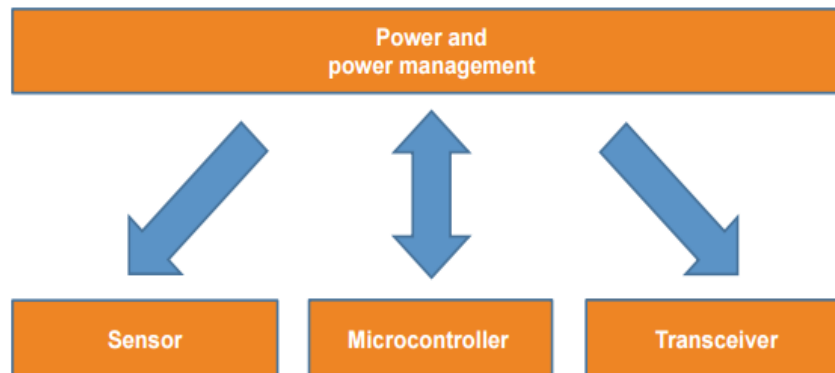 Power and
power management
Sensor
Microcontroller
Transceiver